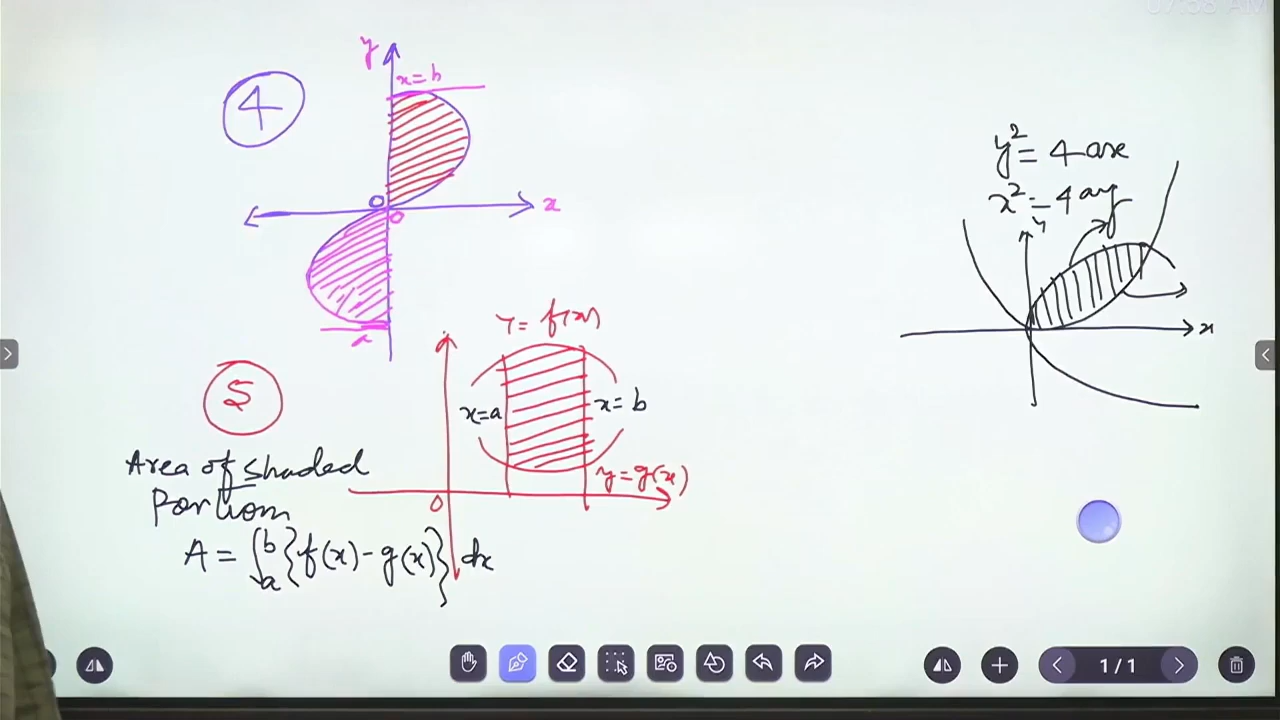 4
y
x=b
O
O
x
a
y² = 4ax
x² = 4ay
y
x
5
y = f(x)
x=a
x=b
y=g(x)
O
Area of shaded
Portion
A = ∫ₐᵇ {f(x) - g(x)} dx
1/1